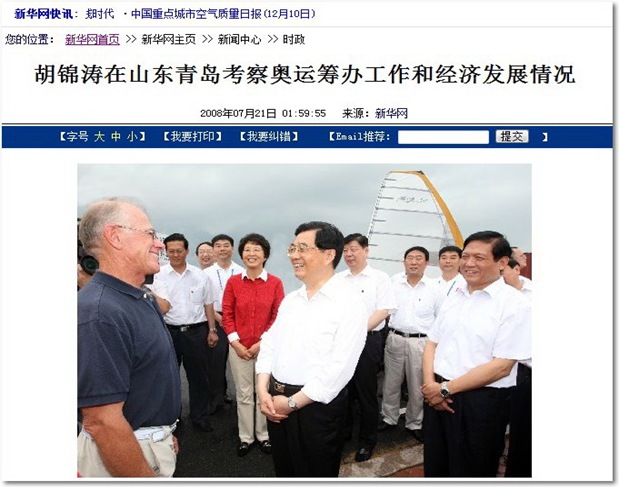 新华网快讯: 戋时代 ·中国重点城市空气质量日报(12月10日)
您的位置: 新华网首页 >> 新华网主页 >> 新闻中心 >> 时政
胡锦涛在山东青岛考察奥运筹办工作和经济发展情况
2008年07月21日 01:59:55 来源: 新华网
【字号 大 中 小】 【我要打印】 【我要纠错】 【Email推荐: 提交 】